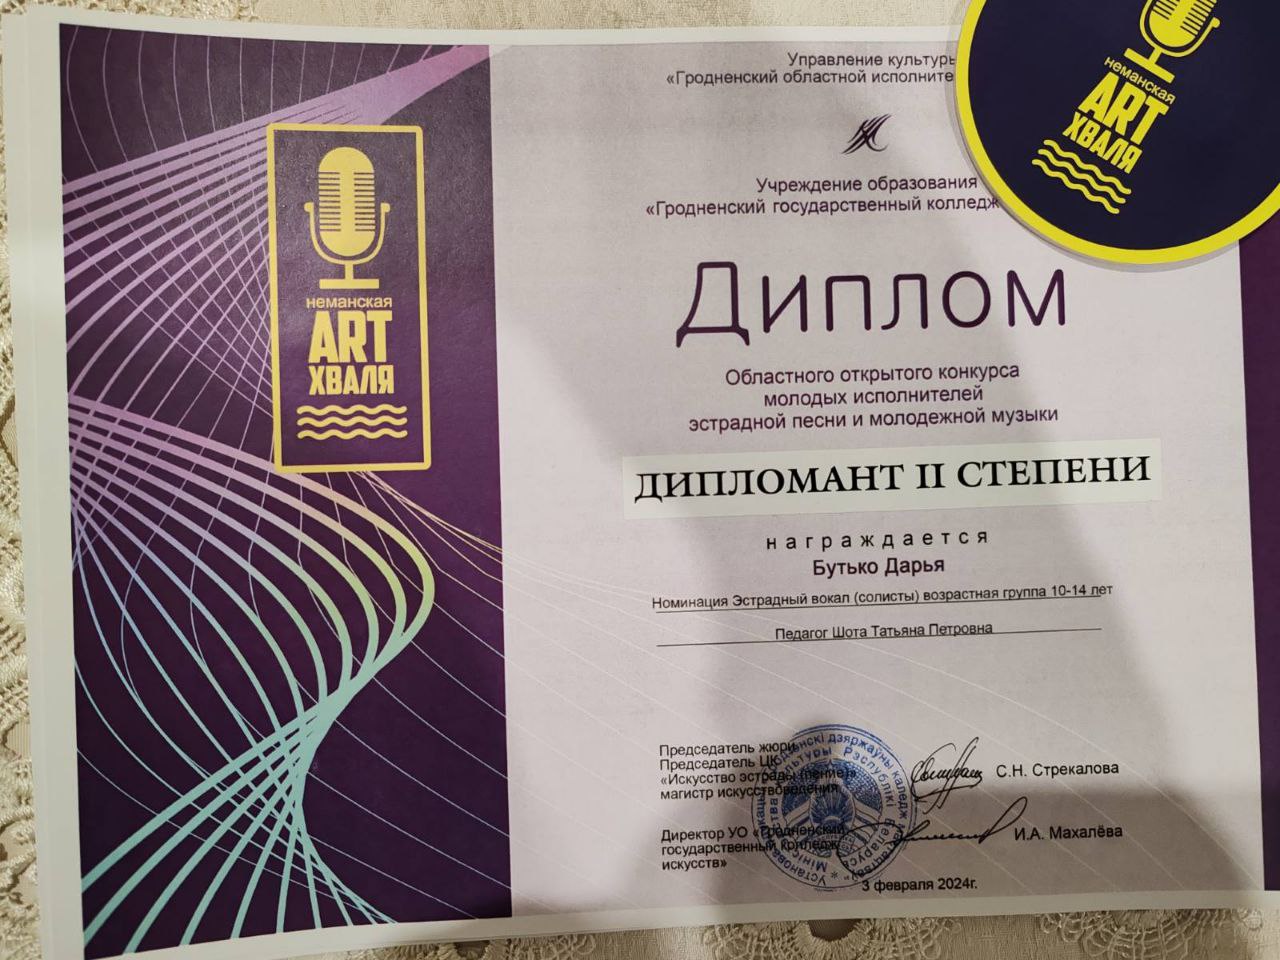 Управление культуры
«Гродненский областной
неманская
ART
ХВАЛЯ
Учреждение образования
«Гродненский государственный колледж
неманская
ART
ХВАЛЯ
Диплом
Областного открытого конкурса
молодых исполнителей
эстрадной песни и молодежной музыки
ДИПЛОМАНТ II СТЕПЕНИ
награждается
Бутько Дарья
Номинация Эстрадный вокал (солисты) возрастная группа 10-14 лет
Педагог Шота Татьяна Петровна
Председатель жюри
Председатель ЦК
«Искусство эстрады (пение)»
магистр искусствоведения
С.Н. Стрекалова
Директор УО «Гродненский
государственный колледж
искусств»
И.А. Махалёва
3 февраля 2024г.